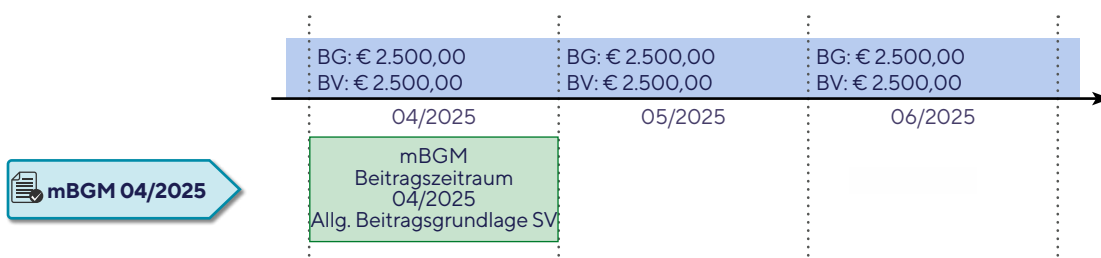 BG: € 2.500,00
BV: € 2.500,00
BG: € 2.500,00
BV: € 2.500,00
BG: € 2.500,00
BV: € 2.500,00
04/2025
05/2025
06/2025
mBGM 04/2025
mBGM
Beitragszeitraum
04/2025
Allg. Beitragsgrundlage SV